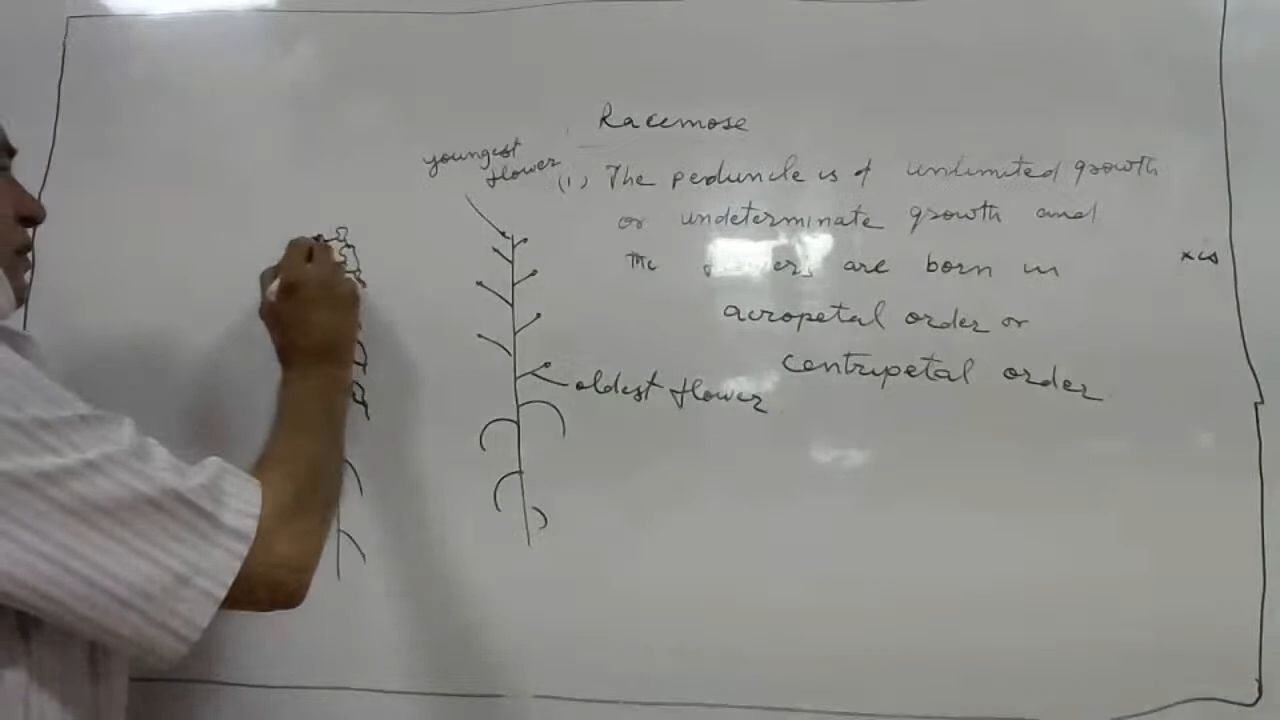 Racemose
youngest
flower
(1) The peduncle is of unlimited growth
or undeterminate growth and
The flowers are born in
acropetal order or
centripetal order
oldest flower